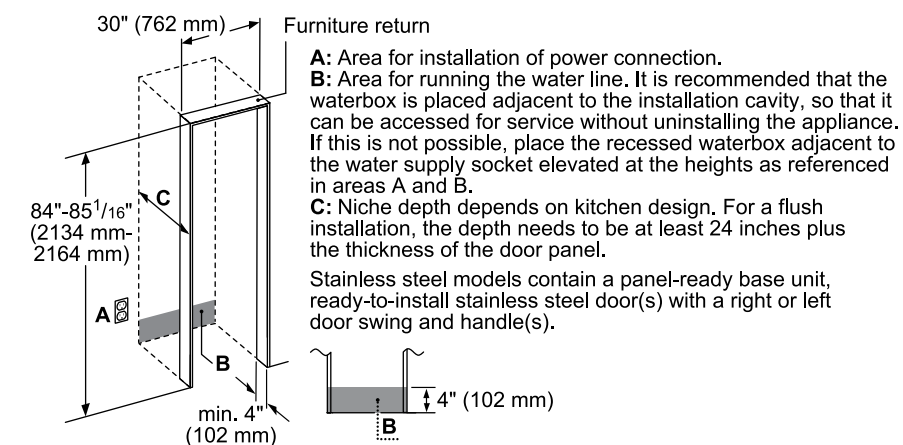 30" (762 mm)
Furniture return
A: Area for installation of power connection.
B: Area for running the water line. It is recommended that the
waterbox is placed adjacent to the installation cavity, so that it
can be accessed for service without uninstalling the appliance.
If this is not possible, place the recessed waterbox adjacent to
the water supply socket elevated at the heights as referenced
in areas A and B.
C: Niche depth depends on kitchen design. For a flush
installation, the depth needs to be at least 24 inches plus
the thickness of the door panel.
Stainless steel models contain a panel-ready base unit,
ready-to-install stainless steel door(s) with a right or left
door swing and handle(s).
C
84"-85 1/16"
(2134 mm-
2164 mm)
A
B
min. 4"
(102 mm)
4" (102 mm)
B